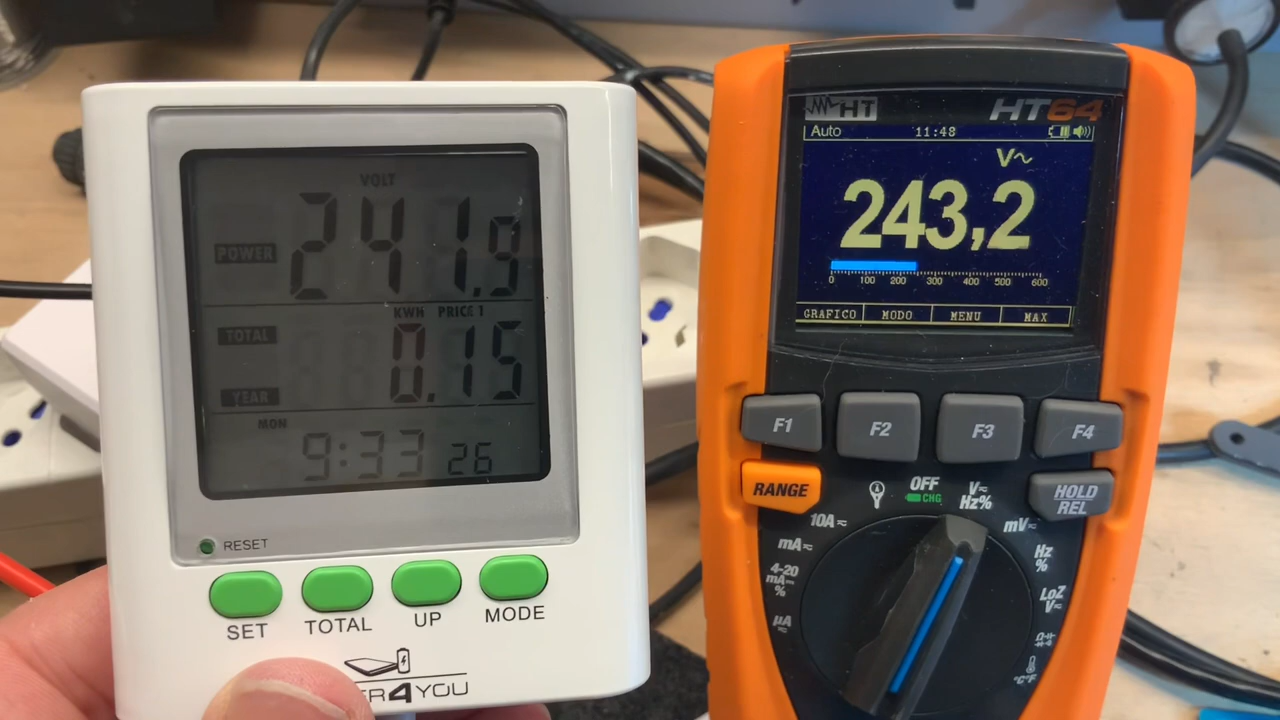 VOLT
POWER
241.9
KWH PRICE 1
TOTAL
0.15
YEAR
MON
9:33 26
RESET
SET
TOTAL
UP
MODE
4YOU
HT
HT64
Auto
11:48
V~
243,2
0 100 200 300 400 500 600
GRAFICO
MODO
MENU
MAX
F1
F2
F3
F4
RANGE
OFF
CHG
V
Hz%
HOLD
REL
10A
mV
mA
Hz
%
4-20
mA
%
LoZ
V
µA
Ω
°C°F